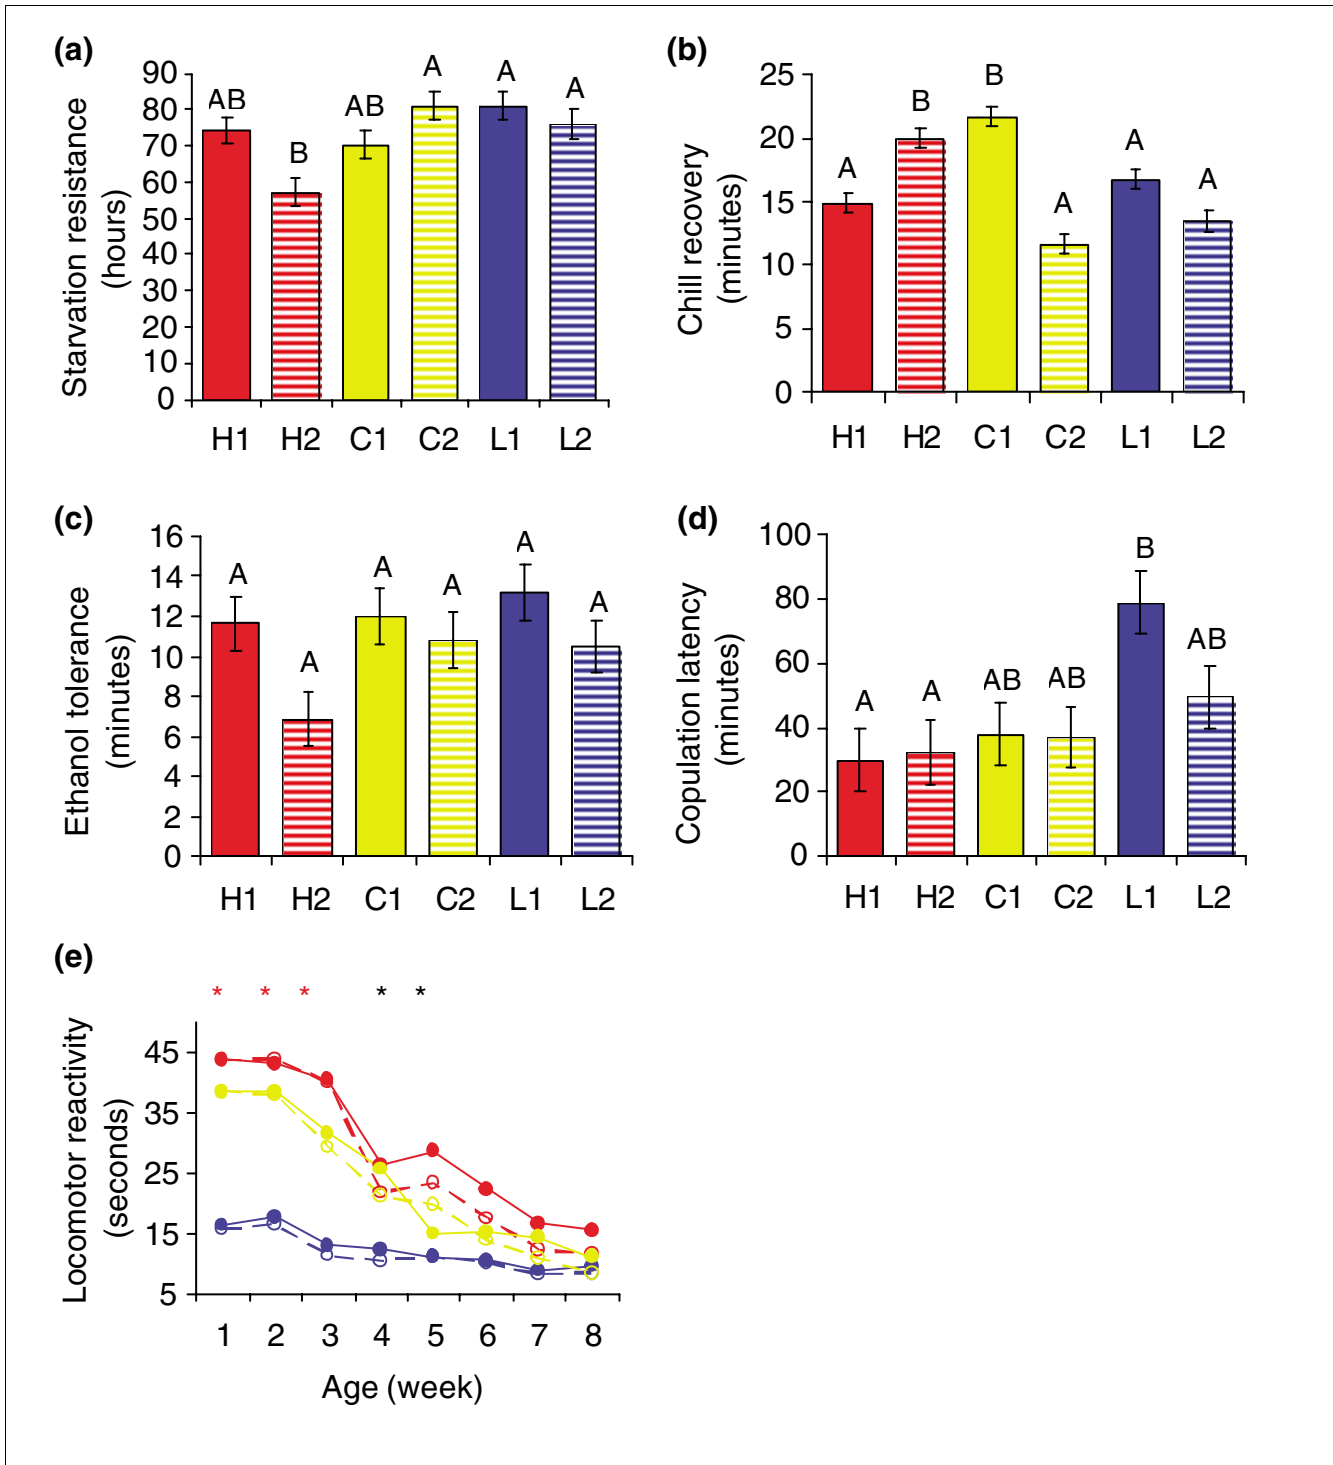 (a)
Starvation resistance
(hours)
90
80
70
60
50
40
30
20
10
0
AB
B
AB
A
A
A
H1 H2 C1 C2 L1 L2
(b)
Chill recovery
(minutes)
25
20
15
10
5
0
A
B
B
A
A
A
H1 H2 C1 C2 L1 L2
(c)
Ethanol tolerance
(minutes)
16
14
12
10
8
6
4
2
0
A
A
A
A
A
A
H1 H2 C1 C2 L1 L2
(d)
Copulation latency
(minutes)
100
80
60
40
20
0
A
A
AB
AB
B
AB
H1 H2 C1 C2 L1 L2
(e)
* * * * *
Locomotor reactivity
(seconds)
45
35
25
15
5
1 2 3 4 5 6 7 8
Age (week)